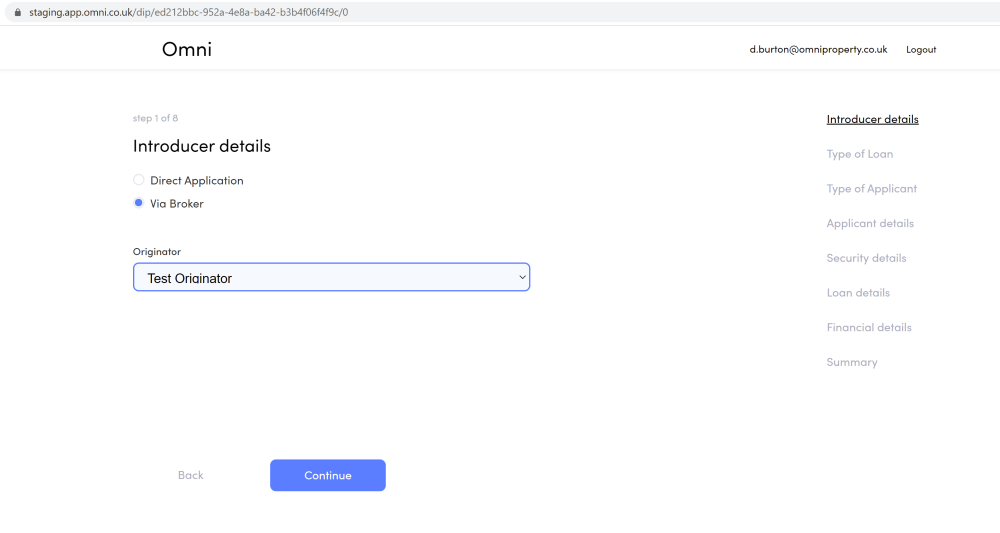 staging.app.omni.co.uk/dip/ed212bbc-952a-4e8a-ba42-b3b4f06f4f9c/0
Omni
d.burton@omniproperty.co.uk Logout
step 1 of 8
Introducer details
Direct Application
Via Broker
Originator
Test Originator
Back
Continue
Introducer details
Type of Loan
Type of Applicant
Applicant details
Security details
Loan details
Financial details
Summary